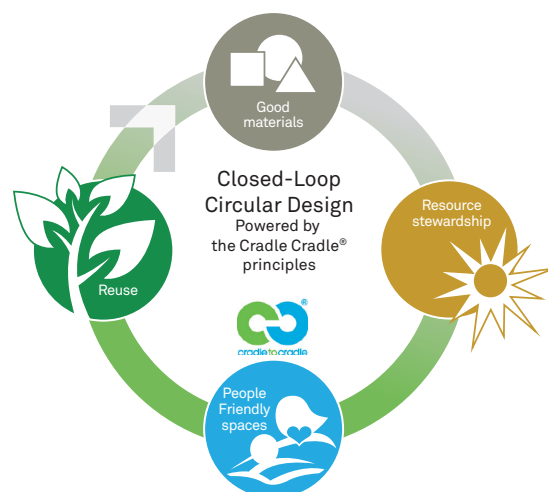 Good
materials
Closed-Loop
Circular Design
Powered by
the Cradle Cradle®
principles
Resource
stewardship
Reuse
®
cradletocradle
People
Friendly
spaces